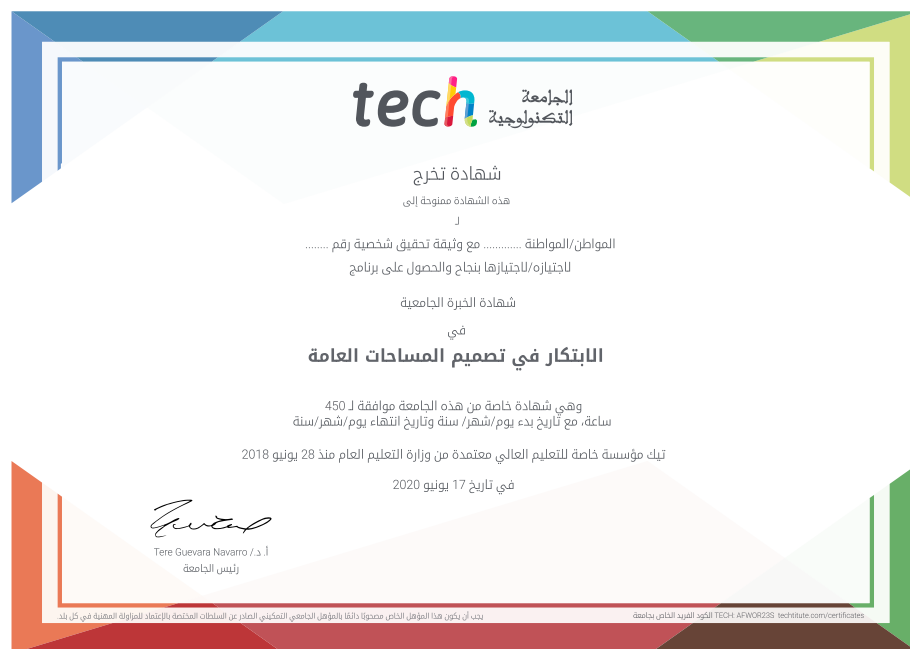 tech الجامعة
التكنولوجية
شهادة تخرج
هذه الشهادة ممنوحة إلى
لـ
المواطن/المواطنة ............. مع وثيقة تحقيق شخصية رقم ........
لاجتيازه/لاجتيازها بنجاح والحصول على برنامج
شهادة الخبرة الجامعية
في
الابتكار في تصميم المساحات العامة
وهي شهادة خاصة من هذه الجامعة موافقة لـ 450
ساعة، مع تاريخ بدء يوم/شهر/ سنة وتاريخ انتهاء يوم/شهر/سنة
تيك مؤسسة خاصة للتعليم العالي معتمدة من وزارة التعليم العام منذ 28 يونيو 2018
في تاريخ 17 يونيو 2020
أ. د./ Tere Guevara Navarro
رئيس الجامعة
يجب أن يكون هذا المؤهل الخاص مصحوبًا دائمًا بالمؤهل الجامعي التمكيني الصادر عن السلطات المختصة بالإعتماد للمزاولة المهنية في كل بلد
الكود الفريد الخاص بجامعة TECH: AFWOR23S techtitute.com/certificates